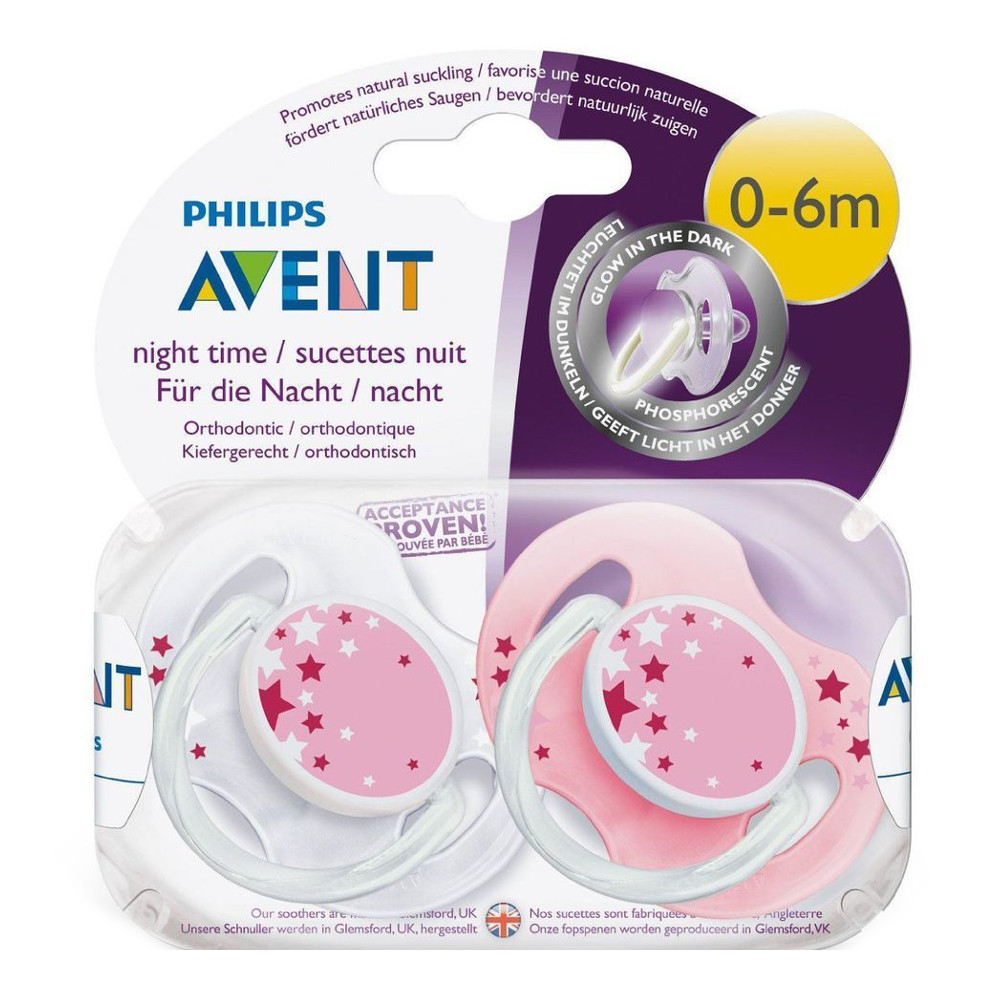 Promotes natural suckling / favorise une succion naturelle
fördert natürliches Saugen / bevordert natuurlijk zuigen
0-6m
PHILIPS
AVENT
GLOW IN THE DARK
PHOSPHORESCENT
LEUCHTET IM DUNKELN / GEEFT LICHT IN HET DONKER
night time / sucettes nuit
Für die Nacht / nacht
Orthodontic / orthodontique
Kiefergerecht / orthodontisch
ACCEPTANCE
PROVEN!
OUVÉE PAR BÉBÉ
NT
S
AV
Our soothers are Glemsford, UK
Unsere Schnuller werden in Glemsford, UK, hergestellt
Nos sucettes sont fabriquées à Angleterre
Onze fopspenen worden geproduceerd in Glemsford, VK